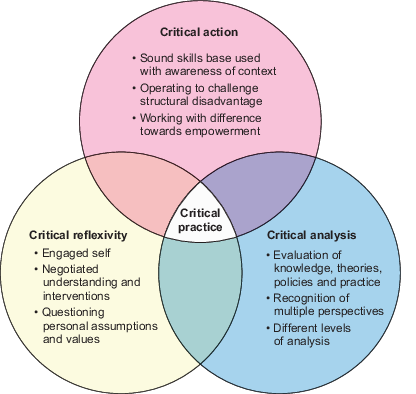 Critical action
• Sound skills base used
with awareness of context
• Operating to challenge
structural disadvantage
• Working with difference
towards empowerment
Critical
practice
Critical reflexivity
• Engaged self
• Negotiated
understanding and
interventions
• Questioning
personal assumptions
and values
Critical analysis
• Evaluation of
knowledge, theories,
policies and practice
• Recognition of
multiple perspectives
• Different levels
of analysis